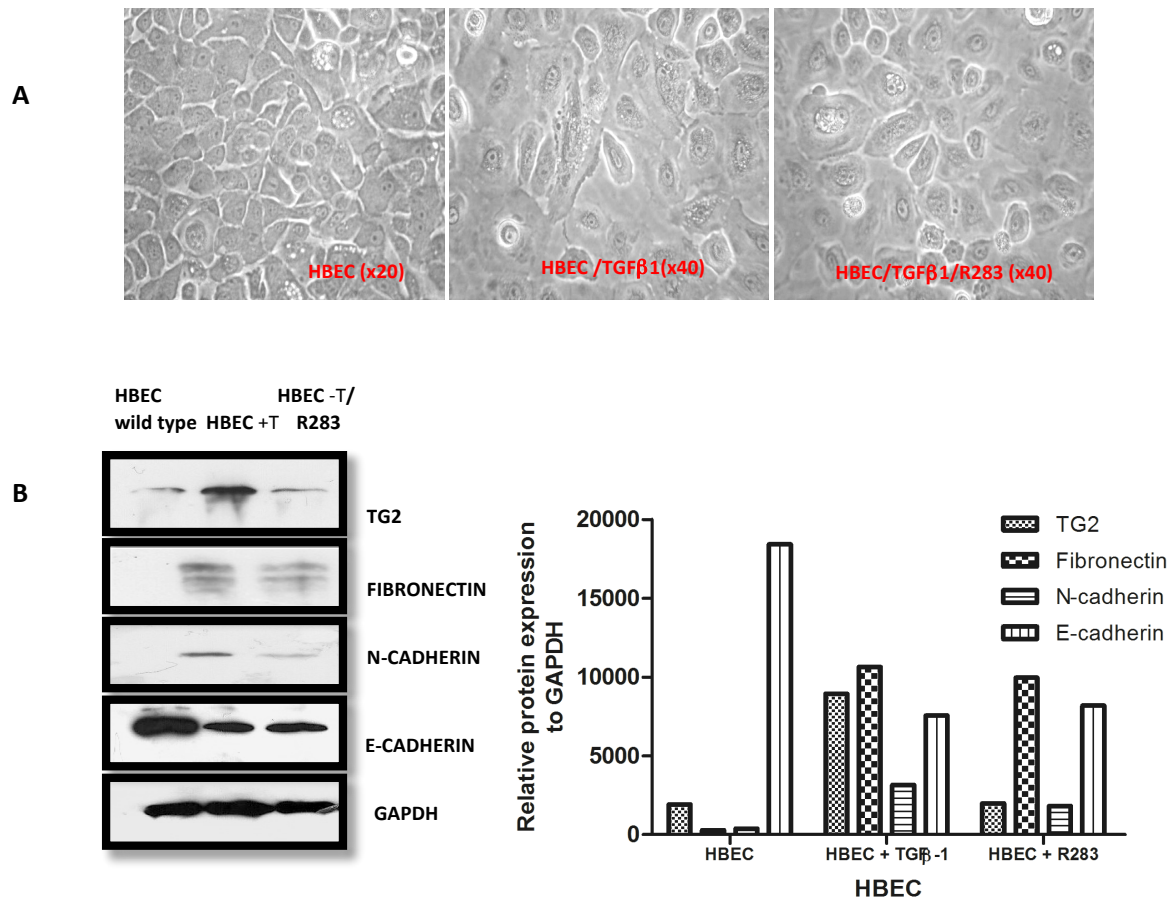 A
HBEC (x20)
HBEC /TGFβ1(x40)
HBEC/TGFβ1/R283 (x40)
HBEC wild type
HBEC +T
HBEC -T/ R283
B
TG2
FIBRONECTIN
N-CADHERIN
E-CADHERIN
GAPDH
Relative protein expression
to GAPDH
20000
15000
10000
5000
0
TG2
Fibronectin
N-cadherin
E-cadherin
HBEC
HBEC + TGFβ-1
HBEC + R283
HBEC